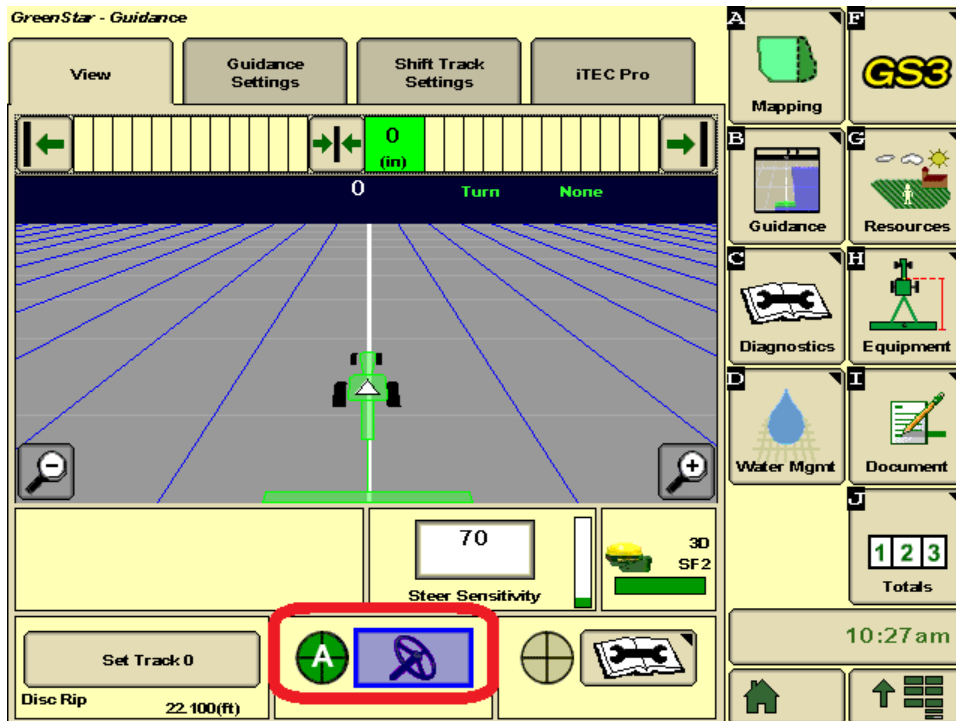 GreenStar - Guidance
View
Guidance
Settings
Shift Track
Settings
iTEC Pro
0
(in)
0 Turn None
70
Steer Sensitivity
3D
SF2
Set Track 0
Disc Rip
22.100(ft)
A
A
Mapping
F
GS3
B
Guidance
G
Resources
C
Diagnostics
H
Equipment
D
Water Mgmt
I
Document
J
1 2 3
Totals
10:27am